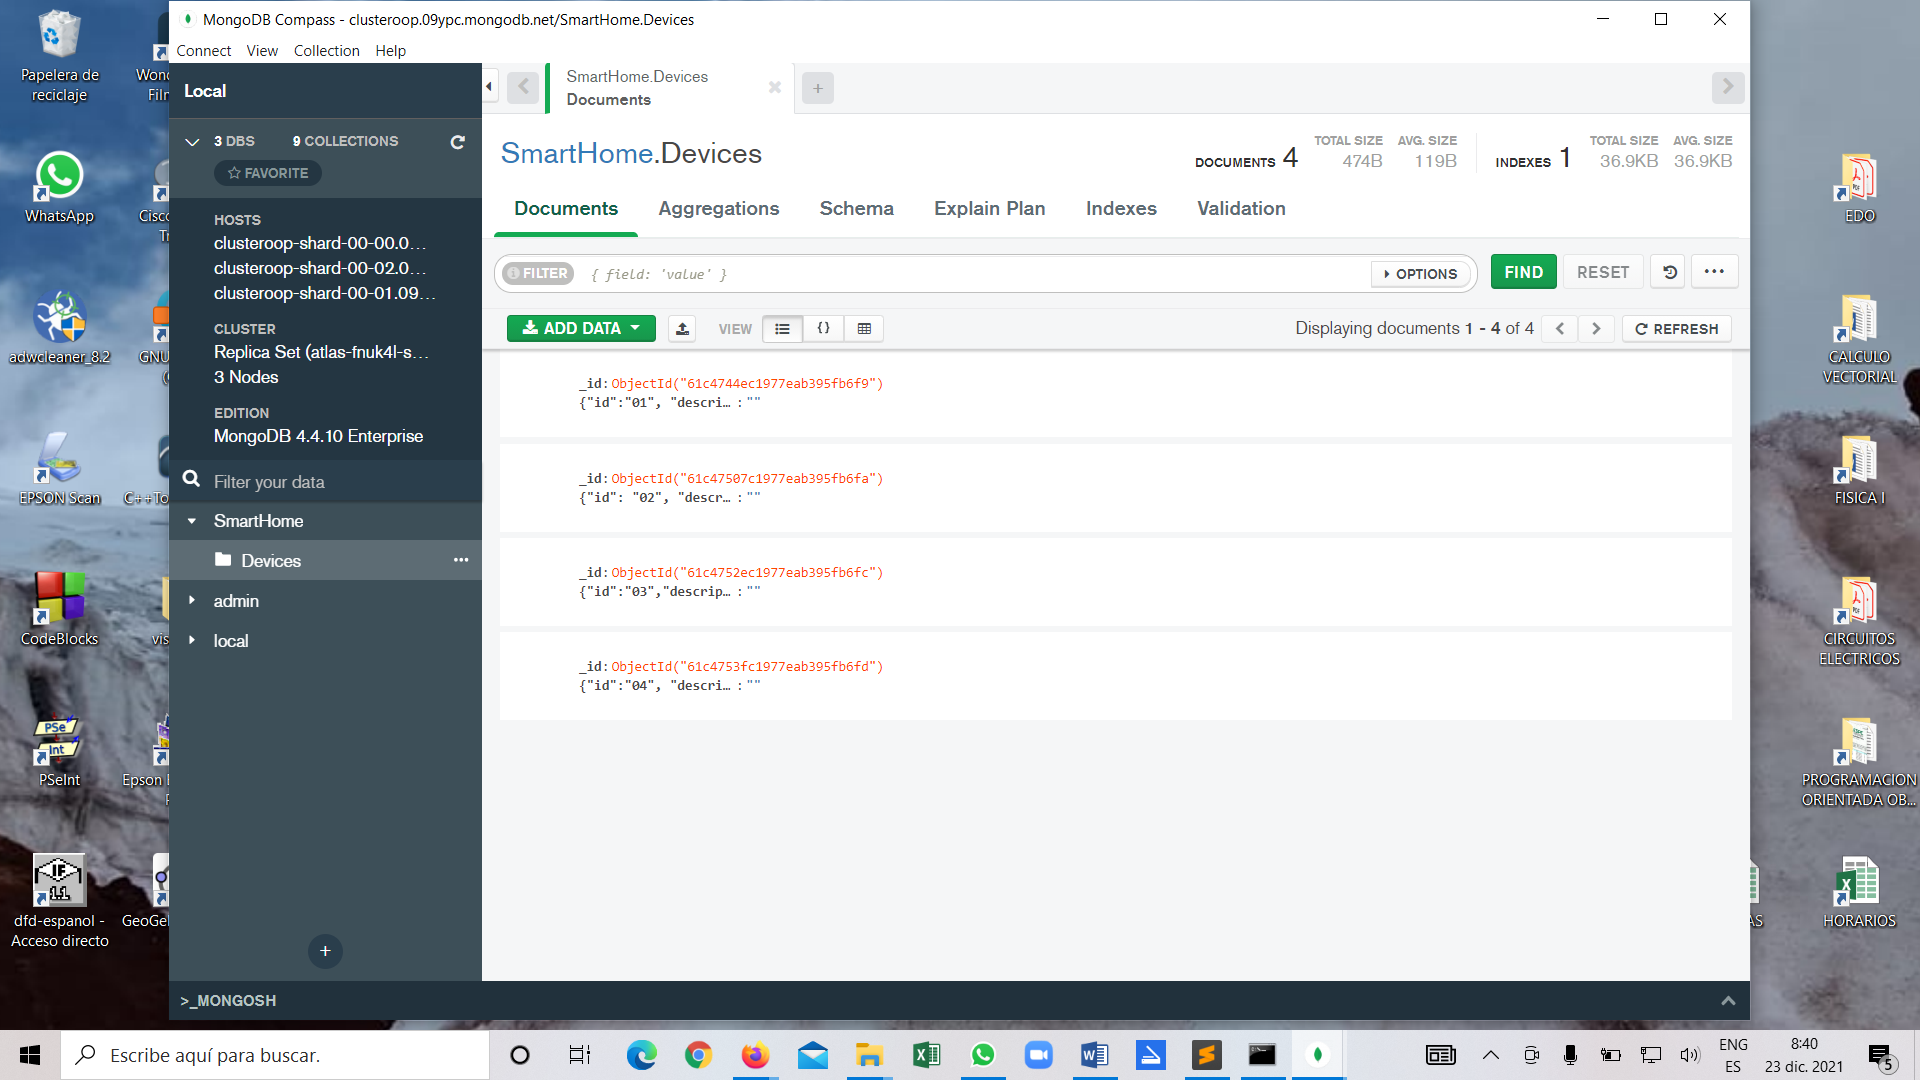 MongoDB Compass - clusteroop.09ypc.mongodb.net/SmartHome.Devices
Connect View Collection Help
Local
3 DBS 9 COLLECTIONS
FAVORITE
HOSTS
clusteroop-shard-00-00.0...
clusteroop-shard-00-02.0...
clusteroop-shard-00-01.09...
CLUSTER
Replica Set (atlas-fnuk4l-s...
3 Nodes
EDITION
MongoDB 4.4.10 Enterprise
Filter your data
SmartHome
Devices
admin
local
>_MONGOSH
SmartHome.Devices
Documents
SmartHome.Devices
DOCUMENTS 4
TOTAL SIZE 474B
AVG. SIZE 119B
INDEXES 1
TOTAL SIZE 36.9KB
AVG. SIZE 36.9KB
Documents Aggregations Schema Explain Plan Indexes Validation
FILTER { field: 'value' } OPTIONS FIND RESET
ADD DATA VIEW {} Displaying documents 1 - 4 of 4 REFRESH
_id: ObjectId("61c4744ec1977eab395fb6f9")
{"id":"01", "descri… : ""
_id: ObjectId("61c47507c1977eab395fb6fa")
{"id": "02", "descr… : ""
_id: ObjectId("61c4752ec1977eab395fb6fc")
{"id":"03","descrip… : ""
_id: ObjectId("61c4753fc1977eab395fb6fd")
{"id":"04", "descri… : ""
Papelera de
reciclaje
WhatsApp
adwcleaner_8.2
EPSON Scan
CodeBlocks
PSeInt
dfd-espanol -
Acceso directo
Cisco
GNU
C++To
vis
Epson
GeoGe
EDO
CALCULO
VECTORIAL
FISICA I
CIRCUITOS
ELECTRICOS
PROGRAMACION
ORIENTADA OB...
HORARIOS
AS
Escribe aquí para buscar.
ENG
ES
8:40
23 dic. 2021
5